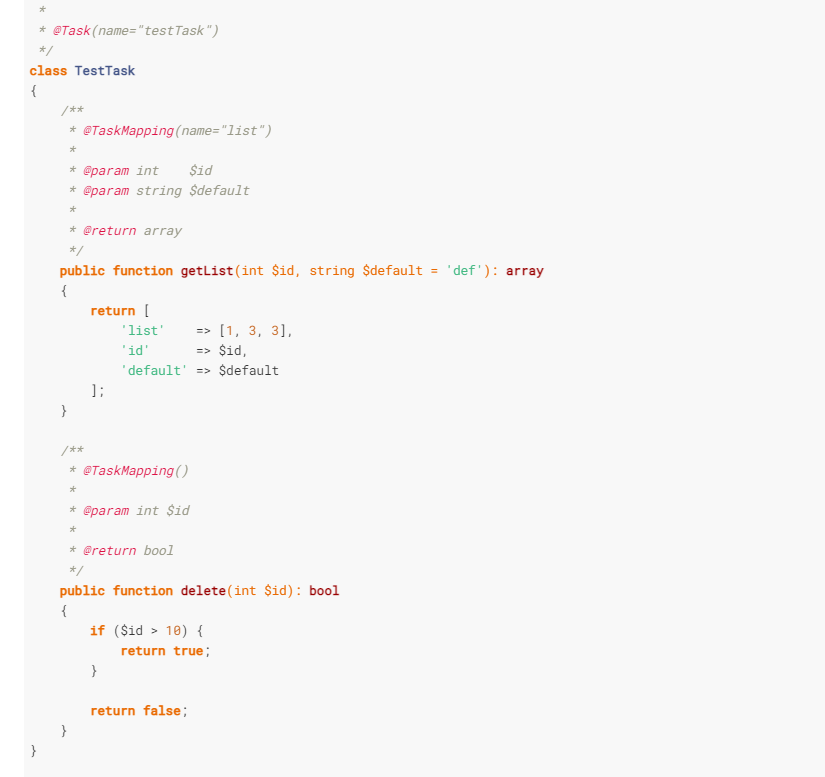 *
 * @Task(name="testTask")
 */
class TestTask
{
    /**
     * @TaskMapping(name="list")
     *
     * @param int    $id
     * @param string $default
     *
     * @return array
     */
    public function getList(int $id, string $default = 'def'): array
    {
        return [
            'list'    => [1, 3, 3],
            'id'      => $id,
            'default' => $default
        ];
    }

    /**
     * @TaskMapping()
     *
     * @param int $id
     *
     * @return bool
     */
    public function delete(int $id): bool
    {
        if ($id > 10) {
            return true;
        }

        return false;
    }
}